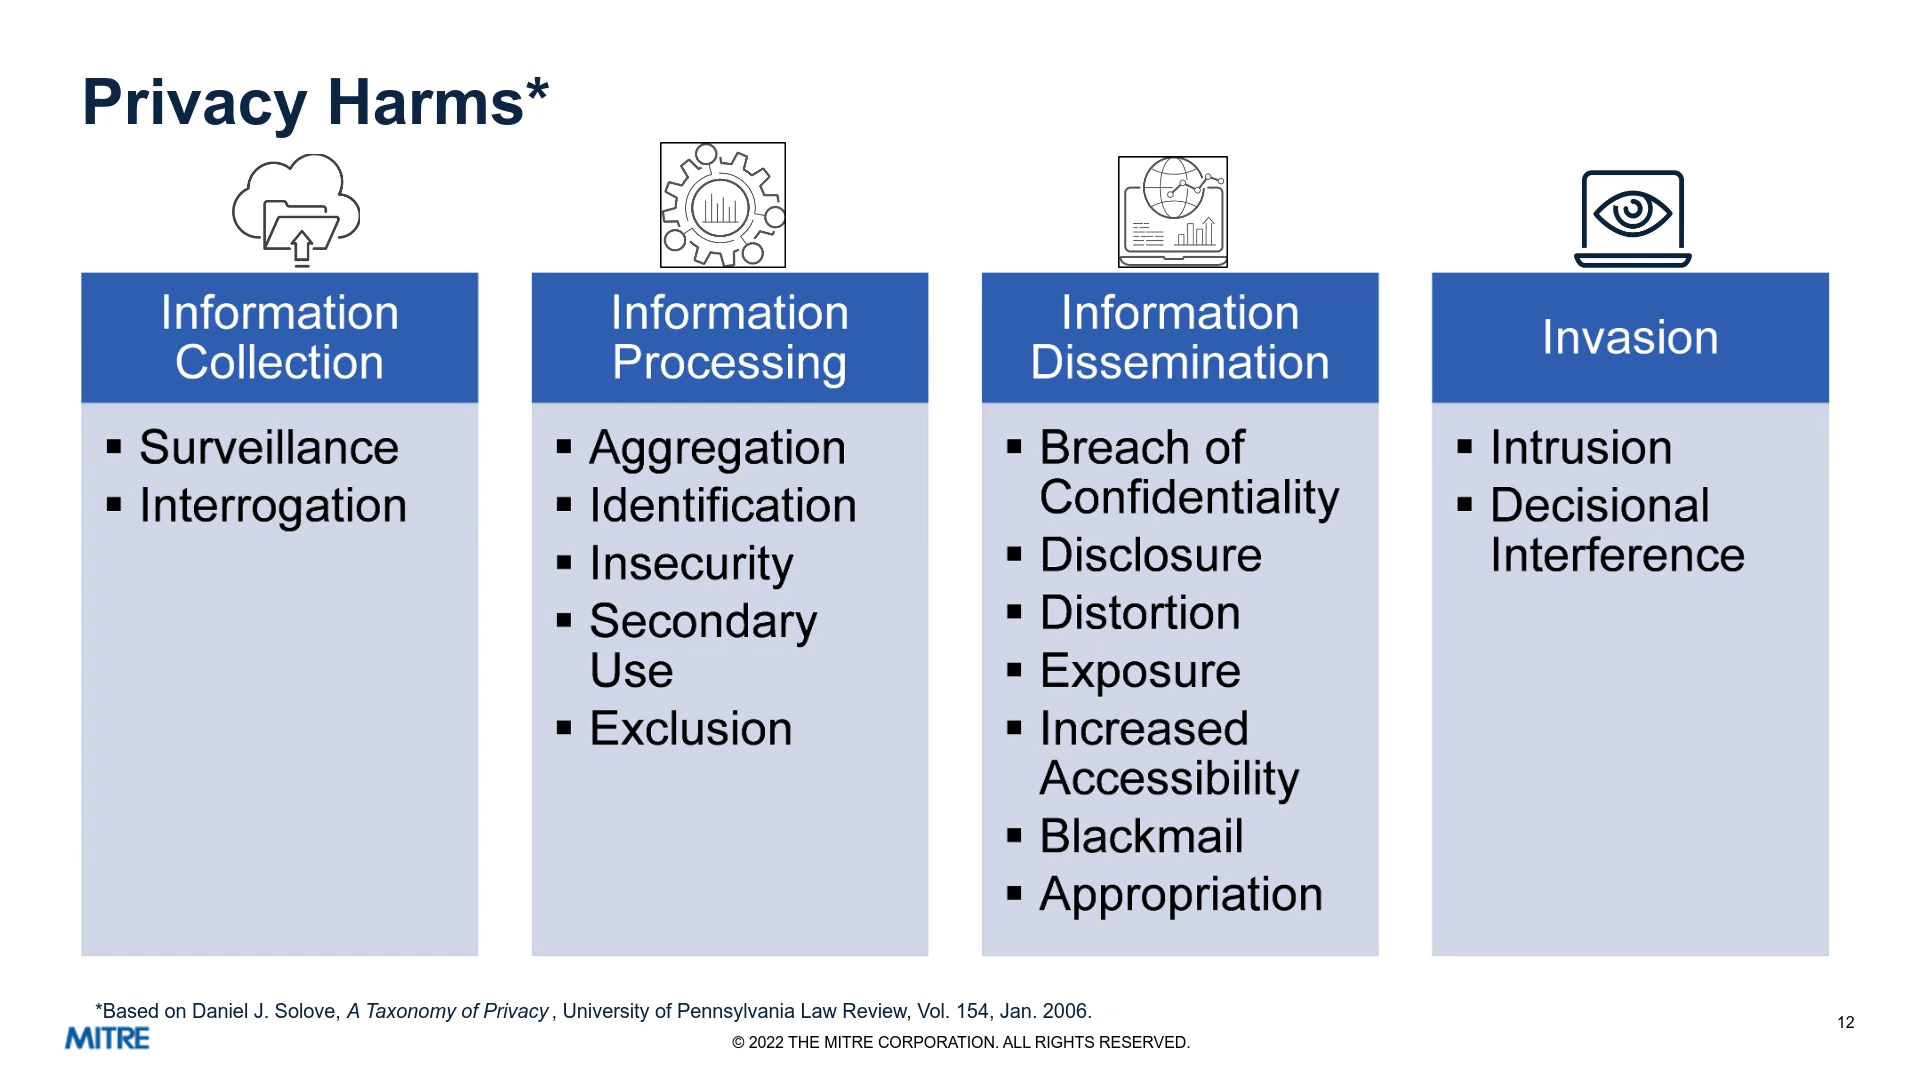 Privacy Harms*
Information
Collection
▪ Surveillance
▪ Interrogation
Information
Processing
▪ Aggregation
▪ Identification
▪ Insecurity
▪ Secondary
Use
▪ Exclusion
Information
Dissemination
▪ Breach of
Confidentiality
▪ Disclosure
▪ Distortion
▪ Exposure
▪ Increased
Accessibility
▪ Blackmail
▪ Appropriation
Invasion
▪ Intrusion
▪ Decisional
Interference
*Based on Daniel J. Solove, A Taxonomy of Privacy, University of Pennsylvania Law Review, Vol. 154, Jan. 2006.
MITRE
© 2022 THE MITRE CORPORATION. ALL RIGHTS RESERVED.
12